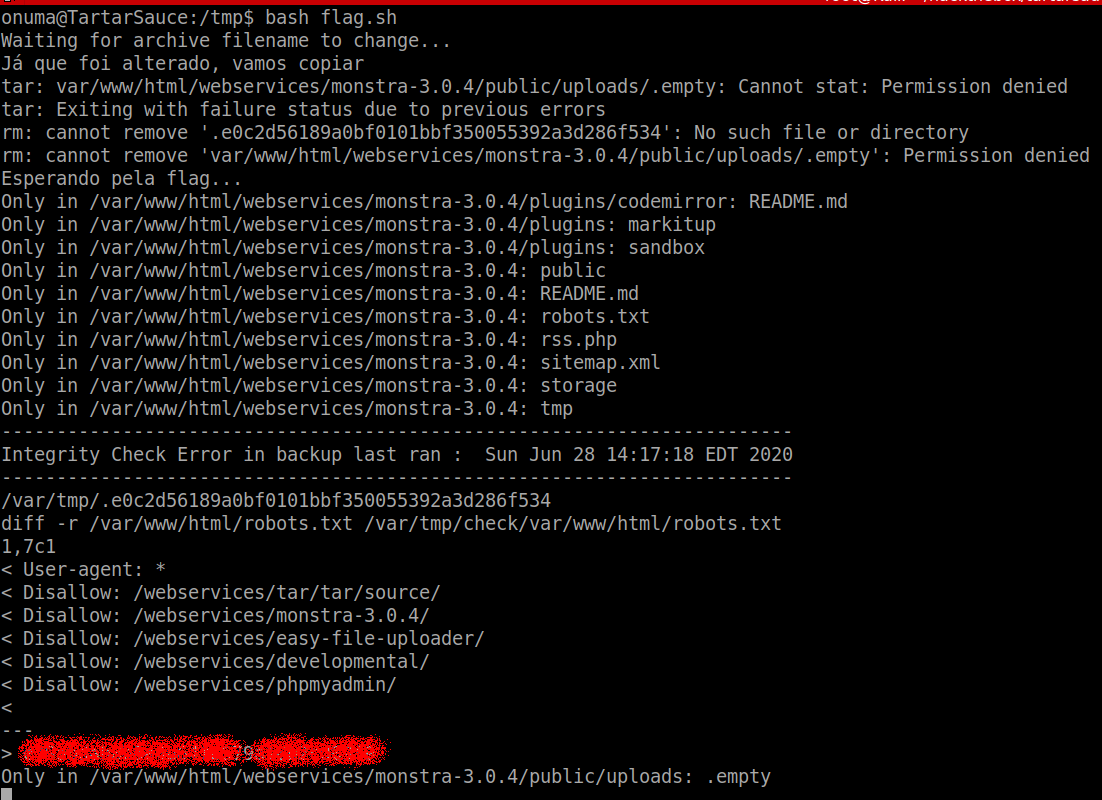 onuma@TartarSauce:/tmp$ bash flag.sh
Waiting for archive filename to change...
Já que foi alterado, vamos copiar
tar: var/www/html/webservices/monstra-3.0.4/public/uploads/.empty: Cannot stat: Permission denied
tar: Exiting with failure status due to previous errors
rm: cannot remove '.e0c2d56189a0bf0101bbf350055392a3d286f534': No such file or directory
rm: cannot remove 'var/www/html/webservices/monstra-3.0.4/public/uploads/.empty': Permission denied
Esperando pela flag...
Only in /var/www/html/webservices/monstra-3.0.4/plugins/codemirror: README.md
Only in /var/www/html/webservices/monstra-3.0.4/plugins: markitup
Only in /var/www/html/webservices/monstra-3.0.4/plugins: sandbox
Only in /var/www/html/webservices/monstra-3.0.4: public
Only in /var/www/html/webservices/monstra-3.0.4: README.md
Only in /var/www/html/webservices/monstra-3.0.4: robots.txt
Only in /var/www/html/webservices/monstra-3.0.4: rss.php
Only in /var/www/html/webservices/monstra-3.0.4: sitemap.xml
Only in /var/www/html/webservices/monstra-3.0.4: storage
Only in /var/www/html/webservices/monstra-3.0.4: tmp
------------------------------------------------------------------------
Integrity Check Error in backup last ran :  Sun Jun 28 14:17:18 EDT 2020
------------------------------------------------------------------------
/var/tmp/.e0c2d56189a0bf0101bbf350055392a3d286f534
diff -r /var/www/html/robots.txt /var/tmp/check/var/www/html/robots.txt
1,7c1
< User-agent: *
< Disallow: /webservices/tar/tar/source/
< Disallow: /webservices/monstra-3.0.4/
< Disallow: /webservices/easy-file-uploader/
< Disallow: /webservices/developmental/
< Disallow: /webservices/phpmyadmin/
<
---
>
Only in /var/www/html/webservices/monstra-3.0.4/public/uploads: .empty